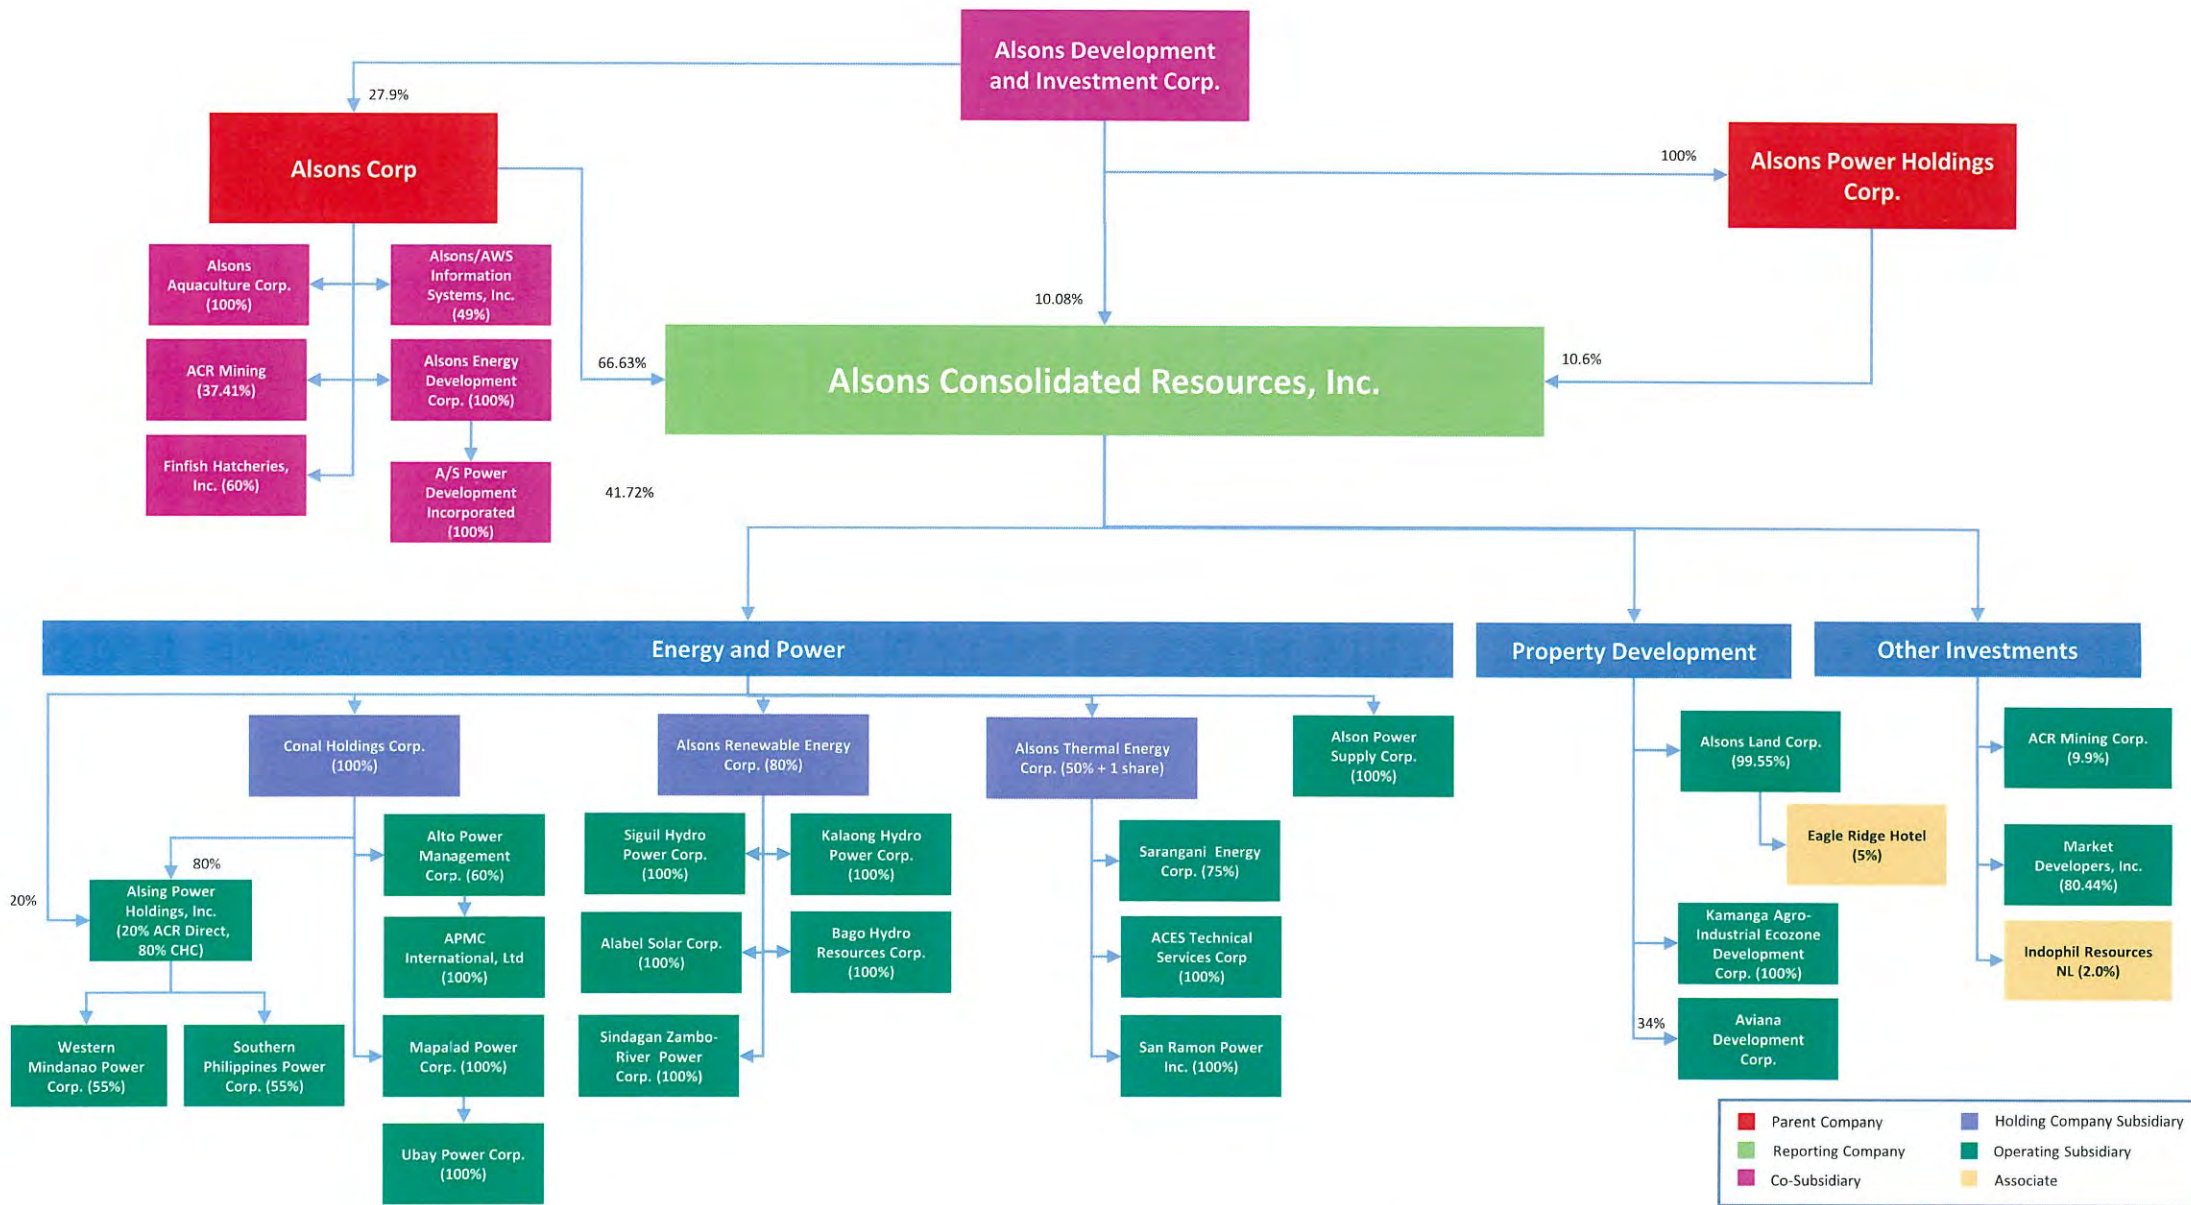 Alsons Development
and Investment Corp.
27.9%
Alsons Corp
100%
Alsons Power Holdings
Corp.
Alsons
Aquaculture Corp.
(100%)
Alsons/AWS
Information
Systems, Inc.
(49%)
10.08%
ACR Mining
(37.41%)
Alsons Energy
Development
Corp. (100%)
66.63%
Alsons Consolidated Resources, Inc.
10.6%
Finfish Hatcheries,
Inc. (60%)
A/S Power
Development
Incorporated
(100%)
41.72%
Energy and Power
Property Development
Other Investments
Conal Holdings Corp.
(100%)
Alsons Renewable Energy
Corp. (80%)
Alsons Thermal Energy
Corp. (50% + 1 share)
Alson Power
Supply Corp.
(100%)
Alsons Land Corp.
(99.55%)
ACR Mining Corp.
(9.9%)
80%
20%
Alsing Power
Holdings, Inc.
(20% ACR Direct,
80% CHC)
Alto Power
Management
Corp. (60%)
Siguil Hydro
Power Corp.
(100%)
Kalaong Hydro
Power Corp.
(100%)
Sarangani Energy
Corp. (75%)
Eagle Ridge Hotel
(5%)
Market
Developers, Inc.
(80.44%)
APMC
International, Ltd
(100%)
Alabel Solar Corp.
(100%)
Bago Hydro
Resources Corp.
(100%)
ACES Technical
Services Corp
(100%)
Kamanga Agro-
Industrial Ecozone
Development
Corp. (100%)
Indophil Resources
NL (2.0%)
Western
Mindanao Power
Corp. (55%)
Southern
Philippines Power
Corp. (55%)
Mapalad Power
Corp. (100%)
Sindagan Zambo-
River Power
Corp. (100%)
San Ramon Power
Inc. (100%)
34%
Aviana
Development
Corp.
Ubay Power Corp.
(100%)
Parent Company
Holding Company Subsidiary
Reporting Company
Operating Subsidiary
Co-Subsidiary
Associate